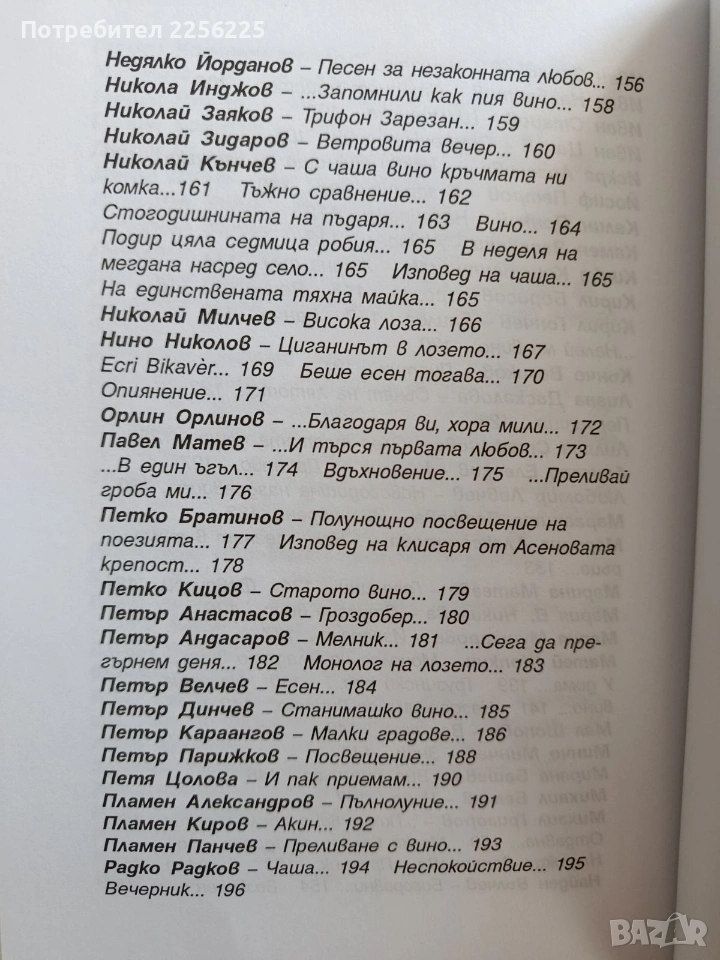 Потребител 2256225
Недялко Йорданов – Песен за незаконната любов... 156
Никола Инджов – ...Запомнили как пия вино... 158
Николай Заяков – Трифон Зарезан... 159
Николай Зидаров – Ветровита вечер... 160
Николай Кънчев – С чаша вино кръчмата ни
комка...161 Тъжно сравнение... 162
Стогодишнината на пъдаря... 163 Вино... 164
Подир цяла седмица робия... 165 В неделя на
мегдана насред село... 165 Изповед на чаша... 165
На единствената тяхна майка... 165
Николай Милчев – Висока лоза... 166
Нино Николов – Циганинът в лозето... 167
Ecri Bikavèr... 169 Беше есен тогава... 170
Опиянение... 171
Орлин Орлинов – ...Благодаря ви, хора мили... 172
Павел Матев – ...И търся първата любов... 173
...В един ъгъл... 174 Вдъхновение... 175 ...Преливай
гроба ми... 176
Петко Братинов – Полунощно посвещение на
поезията... 177 Изповед на клисаря от Асеновата
крепост... 178
Петко Кицов – Старото вино... 179
Петър Анастасов – Гроздобер... 180
Петър Андасаров – Мелник... 181 ...Сега да пре-
гърнем деня... 182 Монолог на лозето... 183
Петър Велчев – Есен... 184
Петър Динчев – Станимашко вино... 185
Петър Караангов – Малки градове... 186
Петър Парижков – Посвещение... 188
Петя Цолова – И пак приемам... 190
Пламен Александров – Пълнолуние... 191
Пламен Киров – Акин... 192
Пламен Панчев – Преливане с вино... 193
Радко Радков – Чаша... 194 Неспокойствие... 195
Вечерник... 196
BAZAR